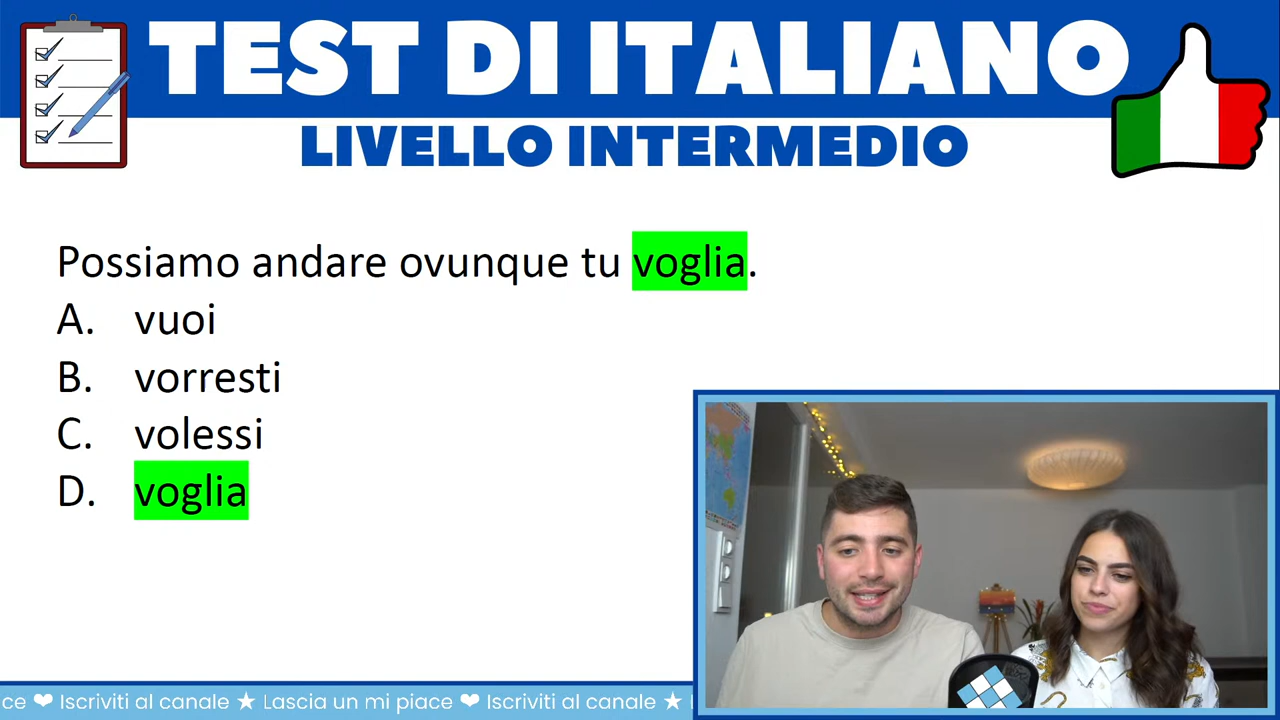 TEST DI ITALIANO
LIVELLO INTERMEDIO
Possiamo andare ovunque tu voglia.
A. vuoi
B. vorresti
C. volessi
D. voglia
ce ❤ Iscriviti al canale ★ Lascia un mi piace ❤ Iscriviti al canale ★